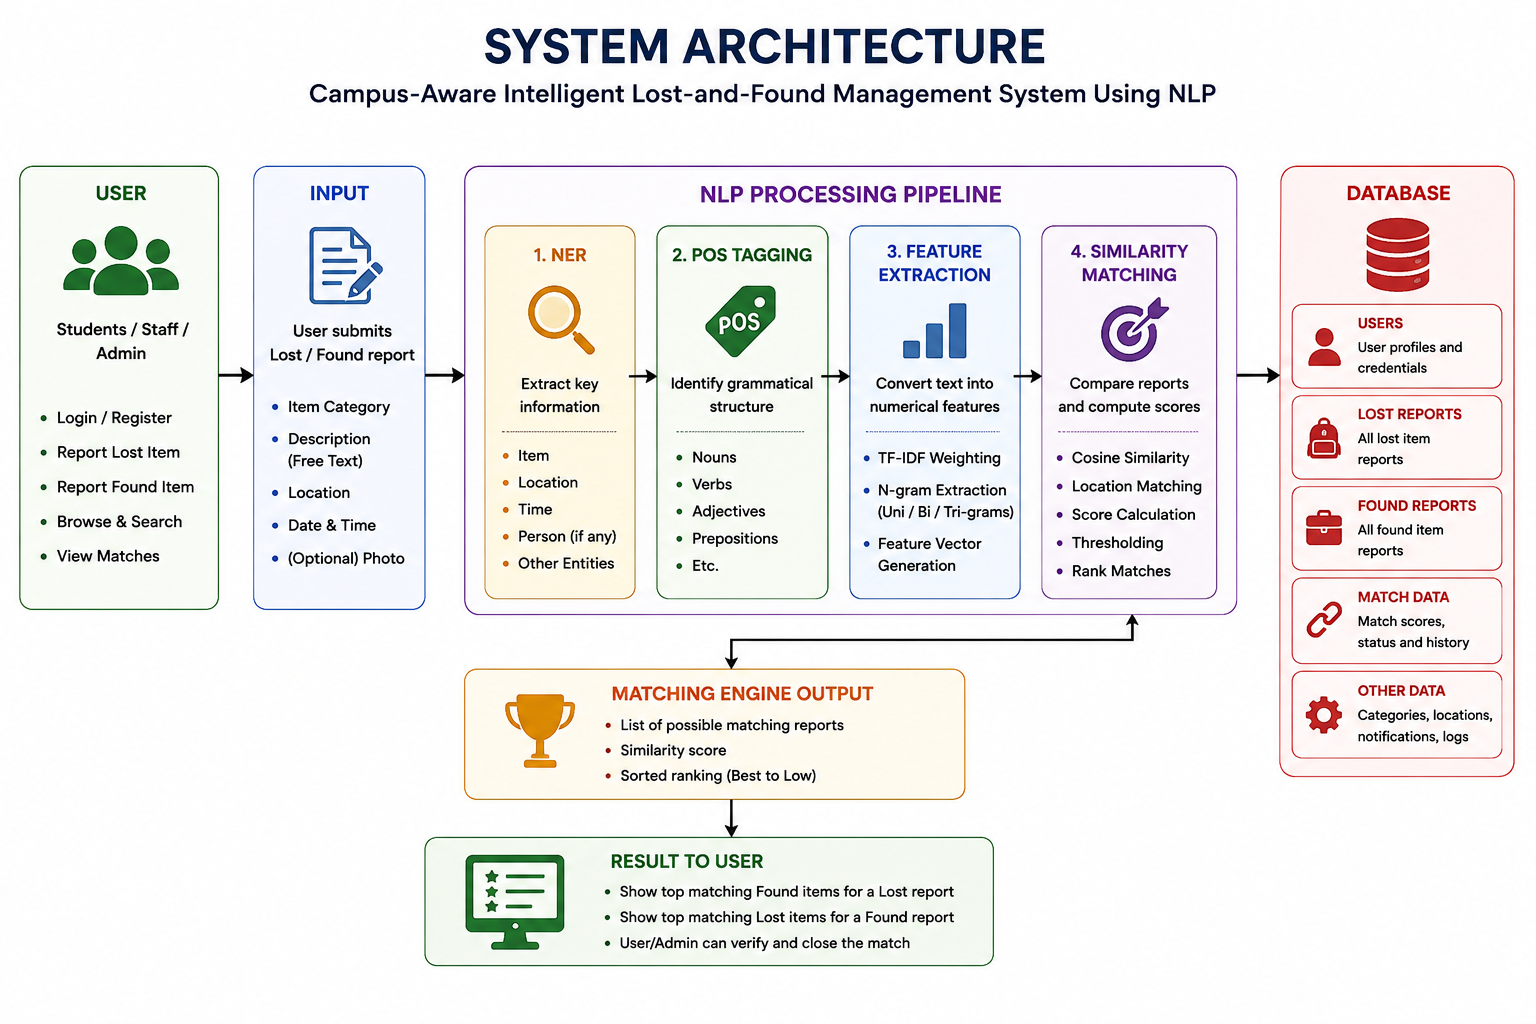 SYSTEM ARCHITECTURE
Campus-Aware Intelligent Lost-and-Found Management System Using NLP
USER
Students / Staff /
Admin
• Login / Register
• Report Lost Item
• Report Found Item
• Browse & Search
• View Matches
INPUT
User submits
Lost / Found report
• Item Category
• Description
(Free Text)
• Location
• Date & Time
• (Optional) Photo
NLP PROCESSING PIPELINE
1. NER
Extract key
information
• Item
• Location
• Time
• Person (if any)
• Other Entities
2. POS TAGGING
POS
Identify grammatical
structure
• Nouns
• Verbs
• Adjectives
• Prepositions
• Etc.
3. FEATURE
EXTRACTION
Convert text into
numerical features
• TF-IDF Weighting
• N-gram Extraction
(Uni / Bi / Tri-grams)
• Feature Vector
Generation
4. SIMILARITY
MATCHING
Compare reports
and compute scores
• Cosine Similarity
• Location Matching
• Score Calculation
• Thresholding
• Rank Matches
DATABASE
USERS
User profiles and
credentials
LOST REPORTS
All lost item
reports
FOUND REPORTS
All found item
reports
MATCH DATA
Match scores,
status and history
OTHER DATA
Categories, locations,
notifications, logs
MATCHING ENGINE OUTPUT
• List of possible matching reports
• Similarity score
• Sorted ranking (Best to Low)
RESULT TO USER
• Show top matching Found items for a Lost report
• Show top matching Lost items for a Found report
• User/Admin can verify and close the match